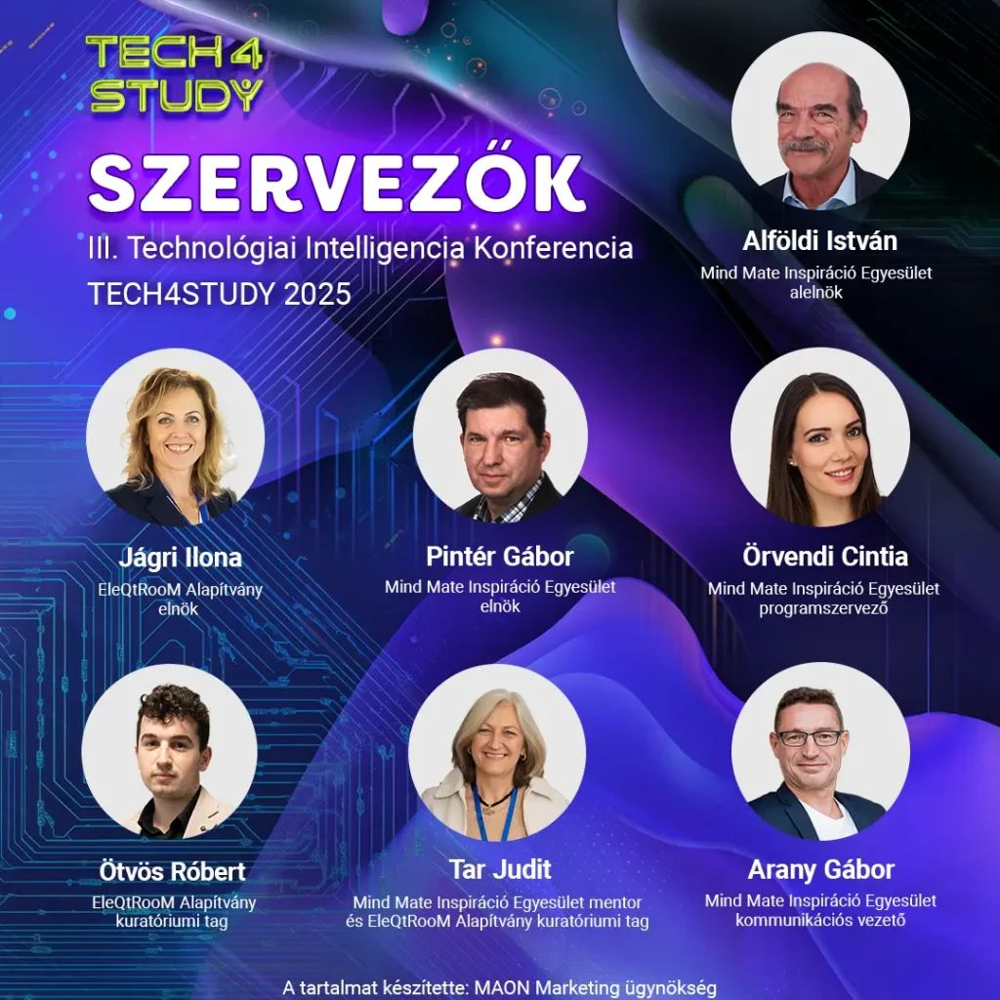 TECH 4
STUDY
SZERVEZŐK
III. Technológiai Intelligencia Konferencia
TECH4STUDY 2025
Alföldi István
Mind Mate Inspiráció Egyesület
alelnök
Jágri Ilona
EleQtRooM Alapítvány
elnök
Pintér Gábor
Mind Mate Inspiráció Egyesület
elnök
Örvendi Cintia
Mind Mate Inspiráció Egyesület
programszervező
Ötvös Róbert
EleQtRooM Alapítvány
kuratóriumi tag
Tar Judit
Mind Mate Inspiráció Egyesület mentor
és EleQtRooM Alapítvány kuratóriumi tag
Arany Gábor
Mind Mate Inspiráció Egyesület
kommunikációs vezető
A tartalmat készítette: MAON Marketing ügynökség